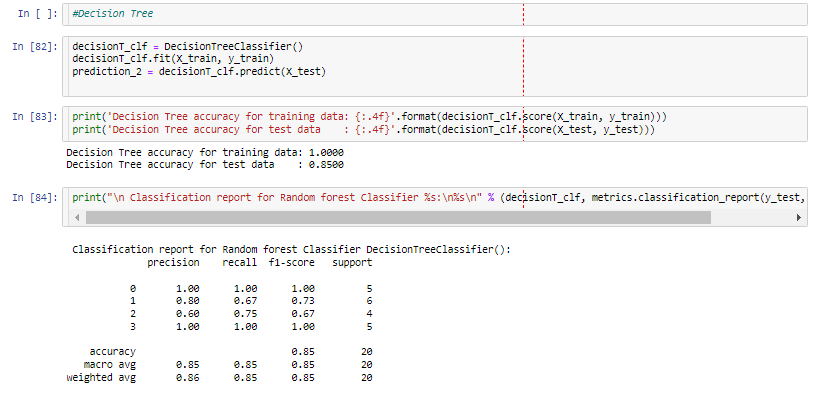 In [ ]: #Decision Tree
In [82]: decisionT_clf = DecisionTreeClassifier()
decisionT_clf.fit(X_train, y_train)
prediction_2 = decisionT_clf.predict(X_test)
In [83]: print('Decision Tree accuracy for training data: {:.4f}'.format(decisionT_clf.score(X_train, y_train)))
print('Decision Tree accuracy for test data    : {:.4f}'.format(decisionT_clf.score(X_test, y_test)))
Decision Tree accuracy for training data: 1.0000
Decision Tree accuracy for test data    : 0.8500
In [84]: print("\n Classification report for Random forest Classifier %s:\n%s\n" % (decisionT_clf, metrics.classification_report(y_test,
Classification report for Random forest Classifier DecisionTreeClassifier():
precision recall f1-score support
0 1.00 1.00 1.00 5
1 0.80 0.67 0.73 6
2 0.60 0.75 0.67 4
3 1.00 1.00 1.00 5
accuracy 0.85 20
macro avg 0.85 0.85 0.85 20
weighted avg 0.86 0.85 0.85 20